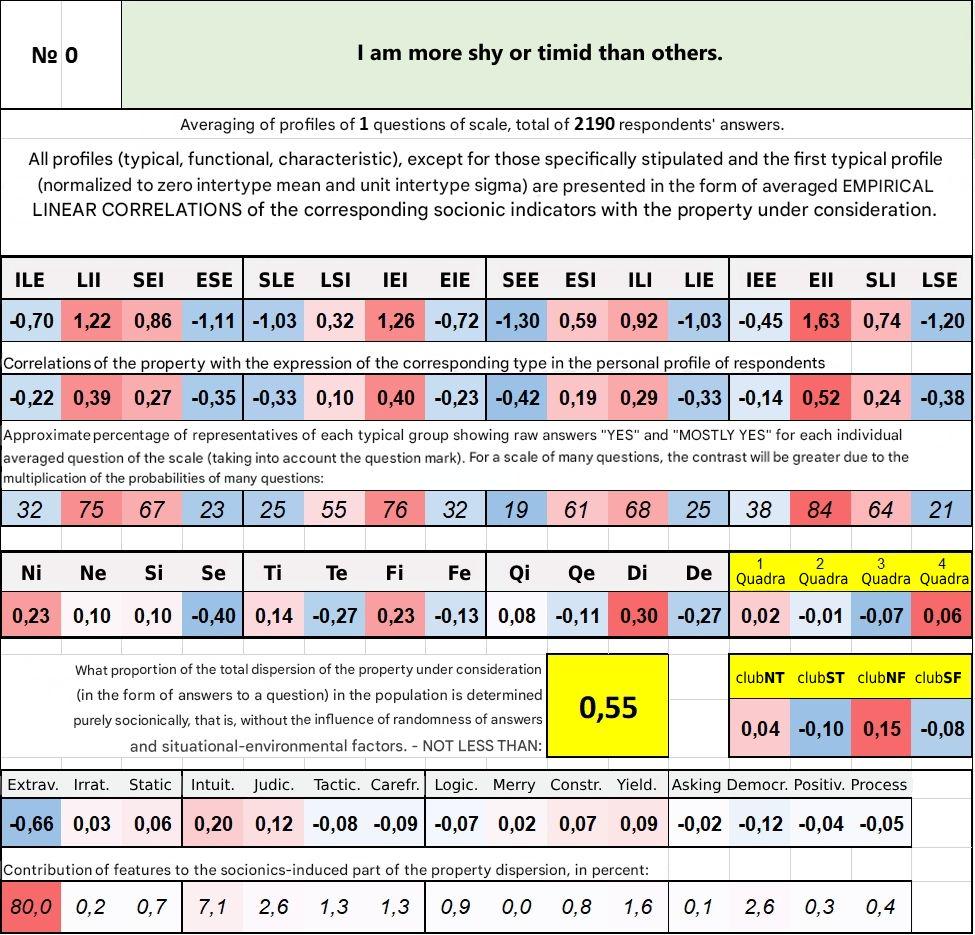 № 0
I am more shy or timid than others.
Averaging of profiles of 1 questions of scale, total of 2190 respondents' answers.
All profiles (typical, functional, characteristic), except for those specifically stipulated and the first typical profile
(normalized to zero intertype mean and unit intertype sigma) are presented in the form of averaged EMPIRICAL
LINEAR CORRELATIONS of the corresponding socionic indicators with the property under consideration.
ILE LII SEI ESE SLE LSI IEI EIE SEE ESI ILI LIE IEE EII SLI LSE
-0,70 1,22 0,86 -1,11 -1,03 0,32 1,26 -0,72 -1,30 0,59 0,92 -1,03 -0,45 1,63 0,74 -1,20
Correlations of the property with the expression of the corresponding type in the personal profile of respondents
-0,22 0,39 0,27 -0,35 -0,33 0,10 0,40 -0,23 -0,42 0,19 0,29 -0,33 -0,14 0,52 0,24 -0,38
Approximate percentage of representatives of each typical group showing raw answers "YES" and "MOSTLY YES" for each individual
averaged question of the scale (taking into account the question mark). For a scale of many questions, the contrast will be greater due to the
multiplication of the probabilities of many questions:
32 75 67 23 25 55 76 32 19 61 68 25 38 84 64 21
Ni Ne Si Se Ti Te Fi Fe Qi Qe Di De 1 Quadra 2 Quadra 3 Quadra 4 Quadra
0,23 0,10 0,10 -0,40 0,14 -0,27 0,23 -0,13 0,08 -0,11 0,30 -0,27 0,02 -0,01 -0,07 0,06
What proportion of the total dispersion of the property under consideration
(in the form of answers to a question) in the population is determined
purely socionically, that is, without the influence of randomness of answers
and situational-environmental factors. - NOT LESS THAN:
0,55
clubNT clubST clubNF clubSF
0,04 -0,10 0,15 -0,08
Extrav. Irrat. Static Intuit. Judic. Tactic. Carefr. Logic. Merry Constr. Yield. Asking Democr. Positiv. Process
-0,66 0,03 0,06 0,20 0,12 -0,08 -0,09 -0,07 0,02 0,07 0,09 -0,02 -0,12 -0,04 -0,05
Contribution of features to the socionics-induced part of the property dispersion, in percent:
80,0 0,2 0,7 7,1 2,6 1,3 1,3 0,9 0,0 0,8 1,6 0,1 2,6 0,3 0,4